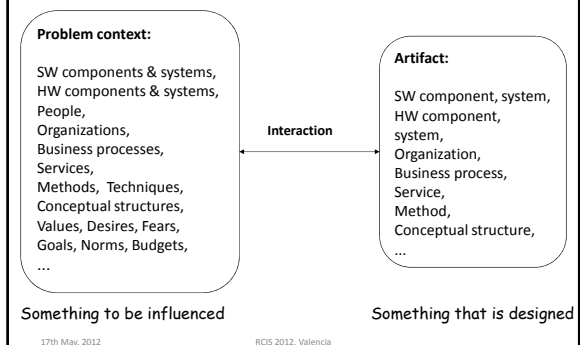 Problem context:
SW components & systems,
HW components & systems,
People,
Organizations,
Business processes,
Services,
Methods, Techniques,
Conceptual structures,
Values, Desires, Fears,
Goals, Norms, Budgets,
...
Interaction
Artifact:
SW component, system,
HW component,
system,
Organization,
Business process,
Service,
Method,
Conceptual structure,
...
Something to be influenced
Something that is designed
17th May, 2012
RCIS 2012, Valencia